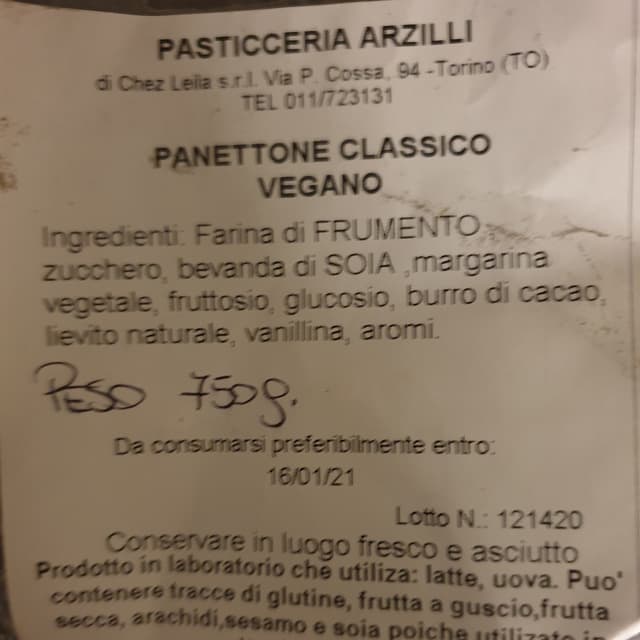 PASTICCERIA ARZILLI
di Chez Leila s.r.l. Via P. Cossa, 94 -Torino (TO)
TEL 011/723131
PANETTONE CLASSICO
VEGANO
Ingredienti: Farina di FRUMENTO,
zucchero, bevanda di SOIA ,margarina
vegetale, fruttosio, glucosio, burro di cacao,
lievito naturale, vanillina, aromi.
PESO 750g.
Da consumarsi preferibilmente entro:
16/01/21
Lotto N.: 121420
Conservare in luogo fresco e asciutto
Prodotto in laboratorio che utilizza: latte, uova. Puo'
contenere tracce di glutine, frutta a guscio,frutta
secca, arachidi,sesamo e soia poiche utilizzate in